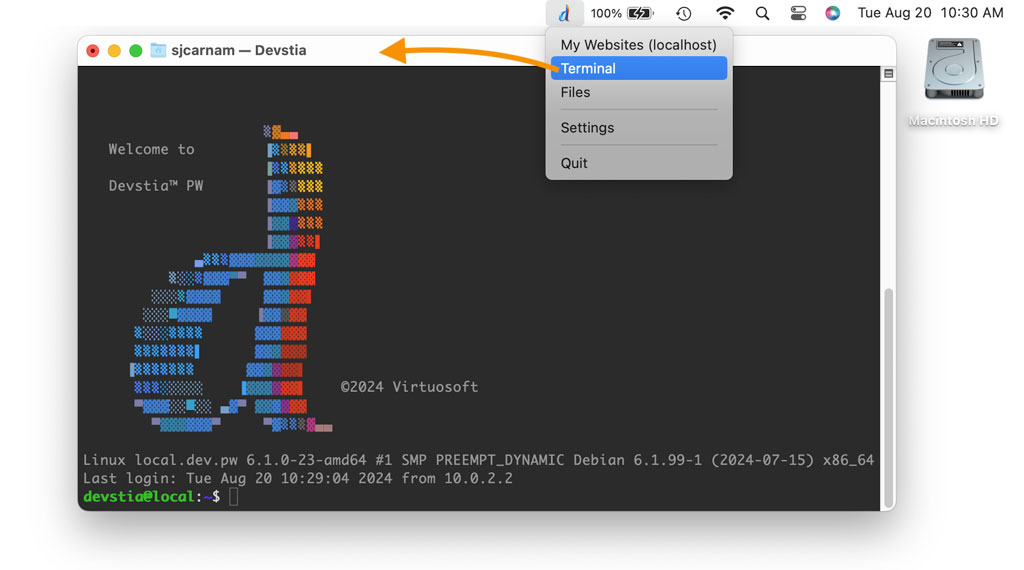 100% Tue Aug 20 10:30 AM
sjcarnam — Devstia
My Websites (localhost)
Terminal
Files
Settings
Quit
Macintosh HD
Welcome to
Devstia™ PW
©2024 Virtuosoft
Linux local.dev.pw 6.1.0-23-amd64 #1 SMP PREEMPT_DYNAMIC Debian 6.1.99-1 (2024-07-15) x86_64
Last login: Tue Aug 20 10:29:04 2024 from 10.0.2.2
devstia@local:~$